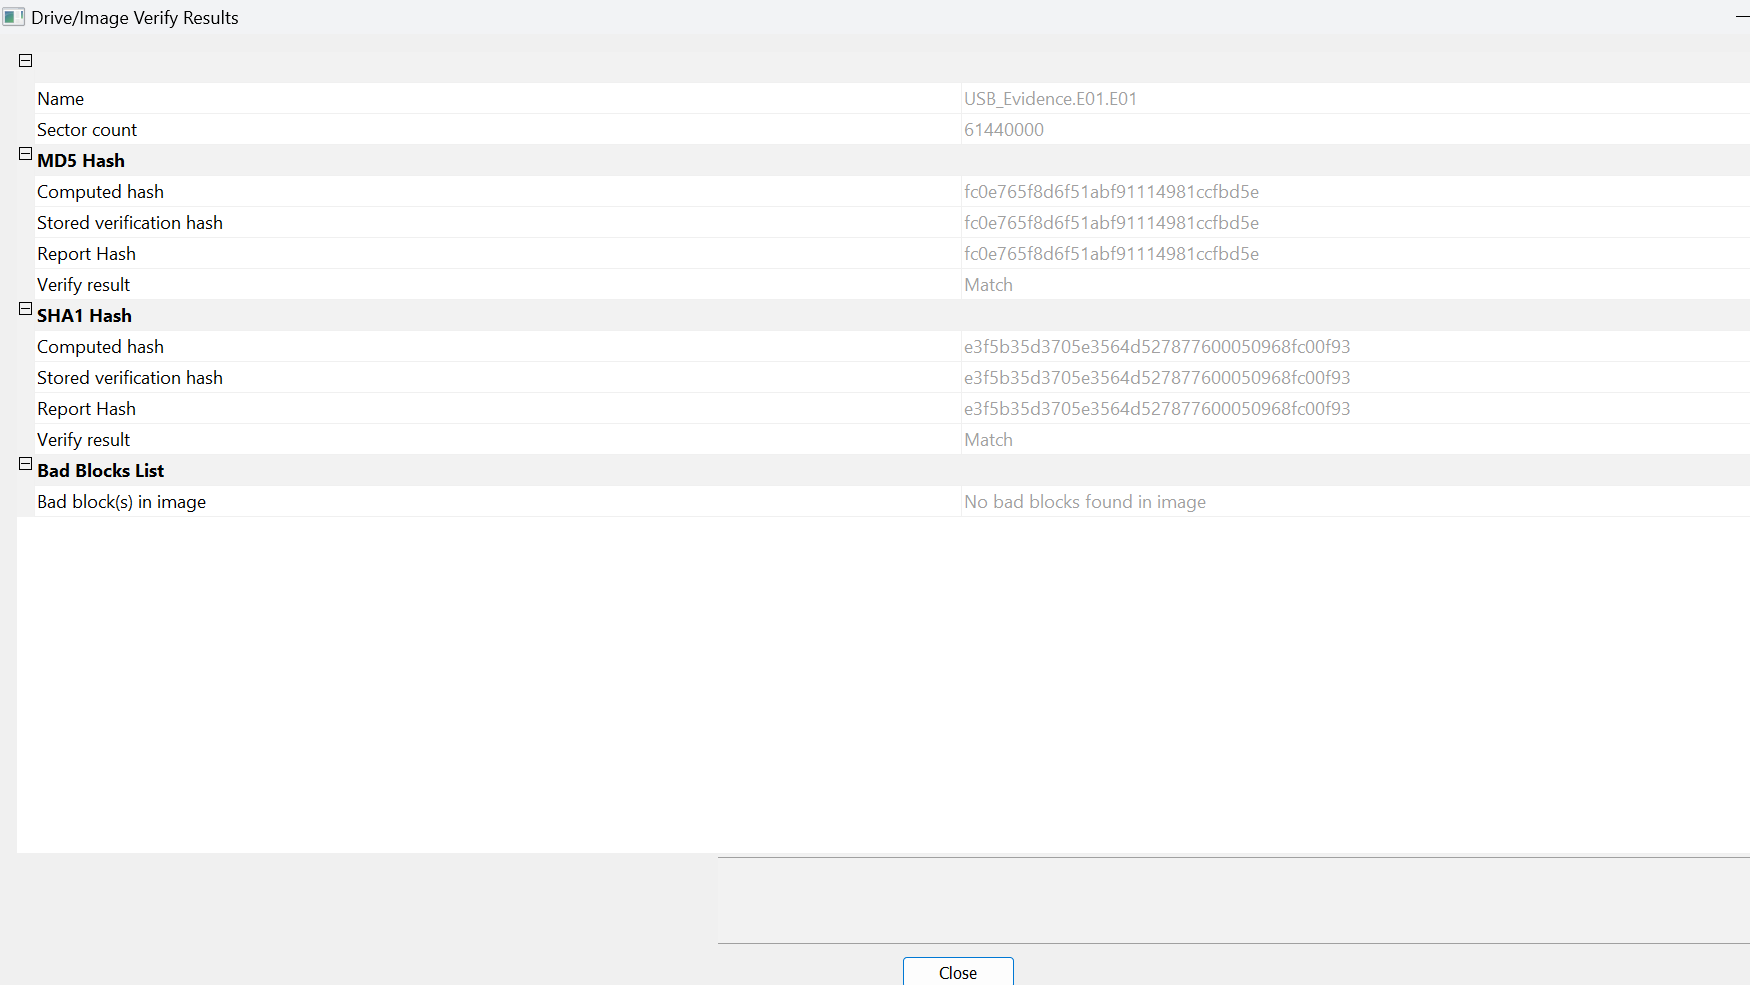 Drive/Image Verify Results
Name USB_Evidence.E01.E01
Sector count 61440000
MD5 Hash
Computed hash fc0e765f8d6f51abf91114981ccfbd5e
Stored verification hash fc0e765f8d6f51abf91114981ccfbd5e
Report Hash fc0e765f8d6f51abf91114981ccfbd5e
Verify result Match
SHA1 Hash
Computed hash e3f5b35d3705e3564d527877600050968fc00f93
Stored verification hash e3f5b35d3705e3564d527877600050968fc00f93
Report Hash e3f5b35d3705e3564d527877600050968fc00f93
Verify result Match
Bad Blocks List
Bad block(s) in image No bad blocks found in image
Close